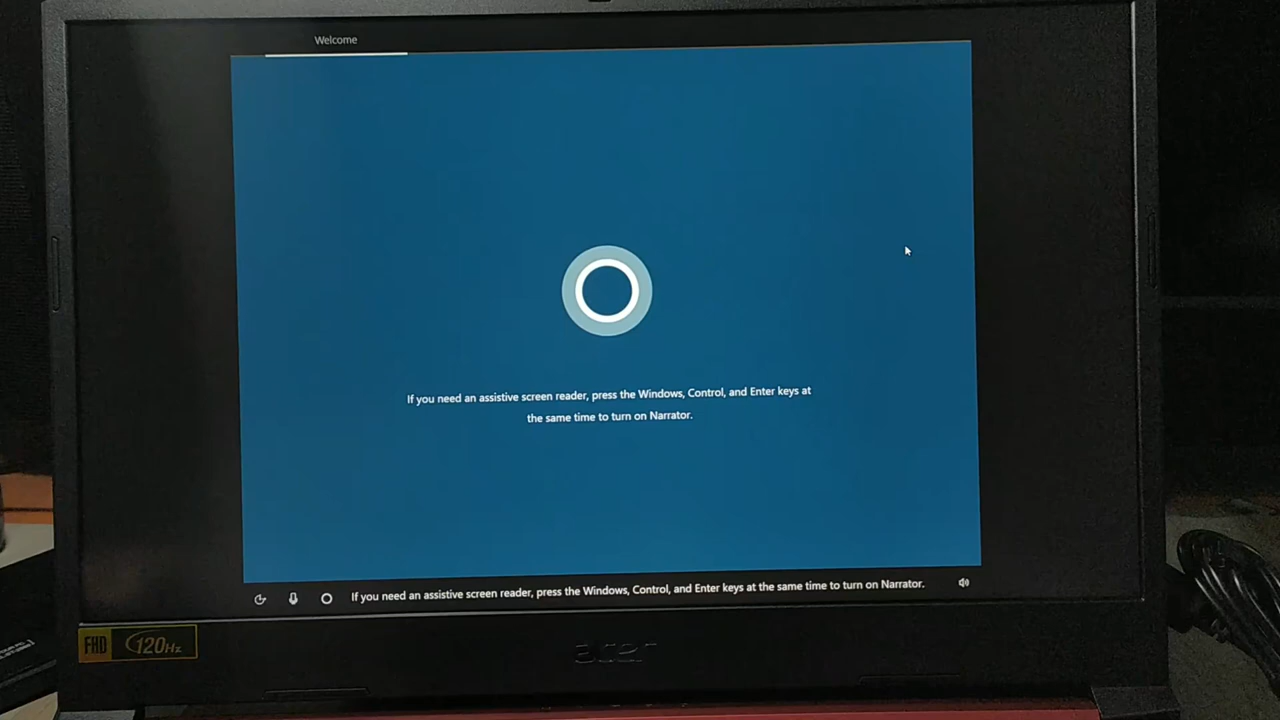 Welcome
If you need an assistive screen reader, press the Windows, Control, and Enter keys at
the same time to turn on Narrator.
If you need an assistive screen reader, press the Windows, Control, and Enter keys at the same time to turn on Narrator.
FHD 120Hz
acer